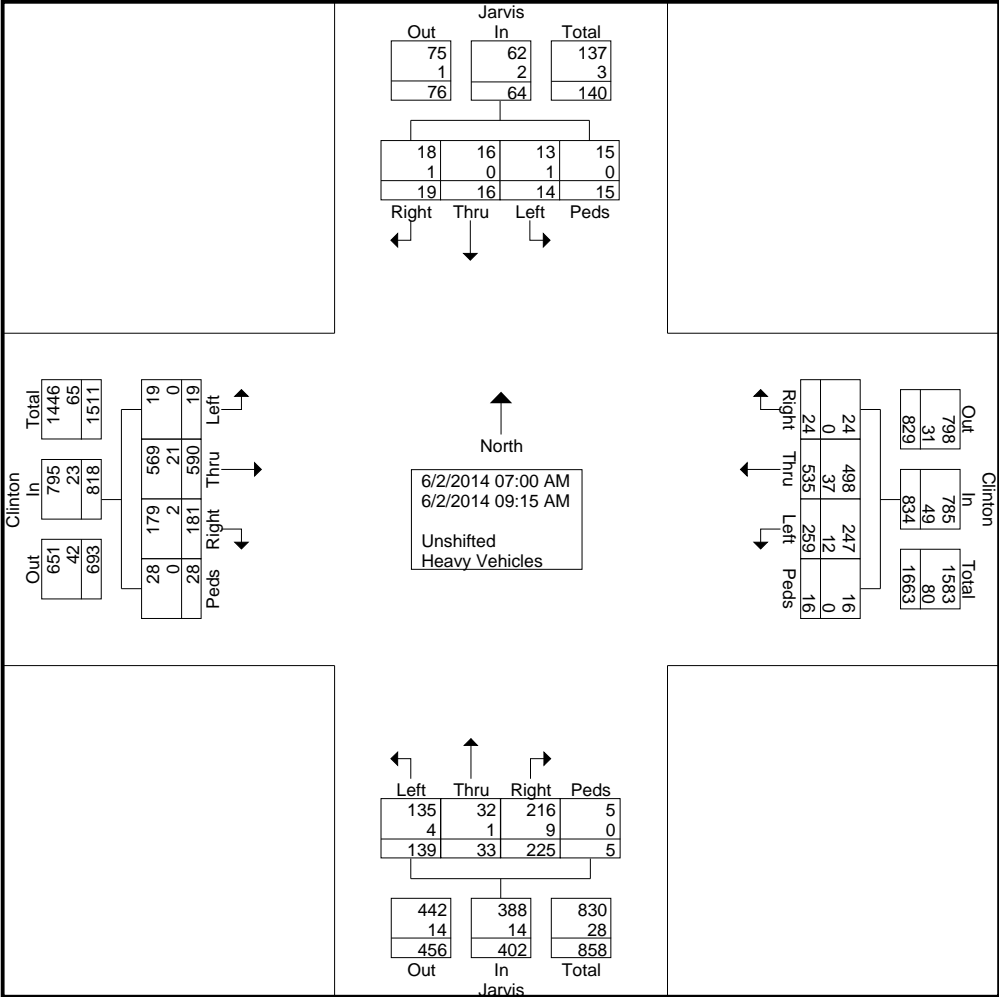 Jarvis
Out In Total
75 62 137
1 2 3
76 64 140
18 16 13 15
1 0 1 0
19 16 14 15
Right Thru Left Peds
Clinton
Total In Out
1446 795 651
65 23 42
1511 818 693
19 569 179 28
0 21 2 0
19 590 181 28
Left Thru Right Peds
North
6/2/2014 07:00 AM
6/2/2014 09:15 AM
Unshifted
Heavy Vehicles
Right Thru Left Peds
24 498 247 16
0 37 12 0
24 535 259 16
Clinton
Out In Total
798 785 1583
31 49 80
829 834 1663
Left Thru Right Peds
135 32 216 5
4 1 9 0
139 33 225 5
442 388 830
14 14 28
456 402 858
Out In Total
Jarvis